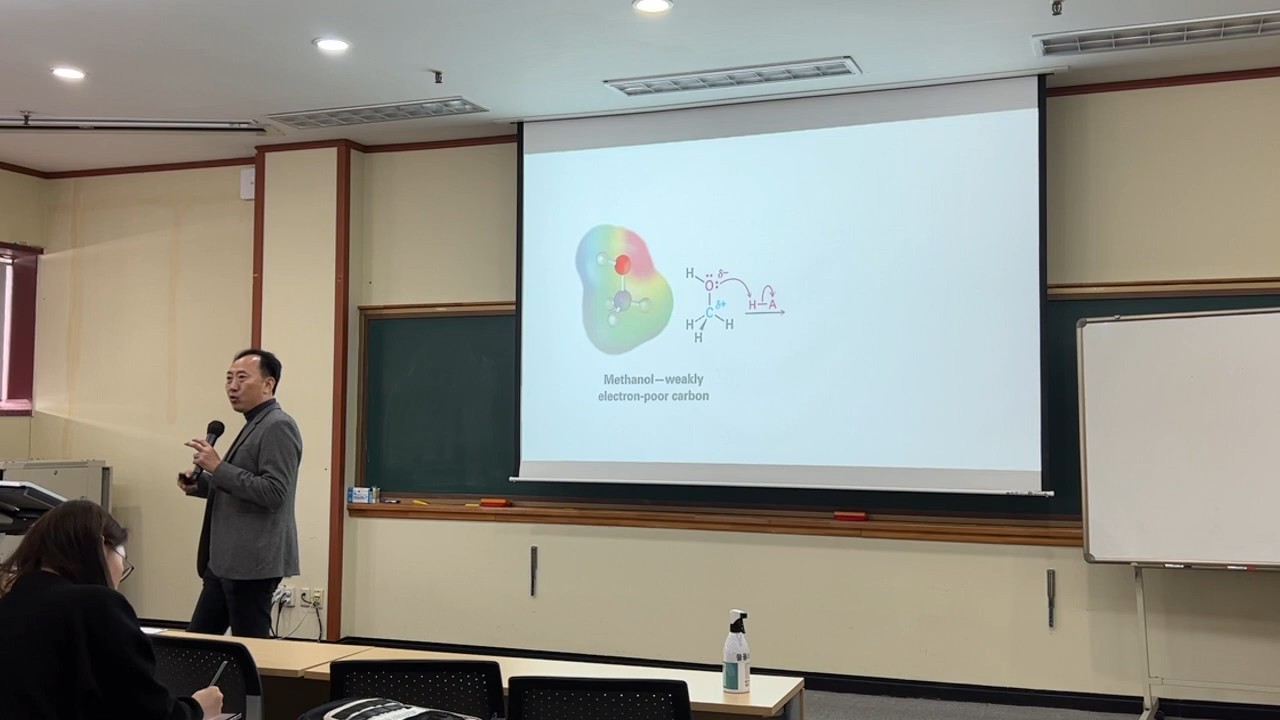 H
δ−
O
H—A
C
δ+
H
H
H
Methanol—weakly
electron-poor carbon